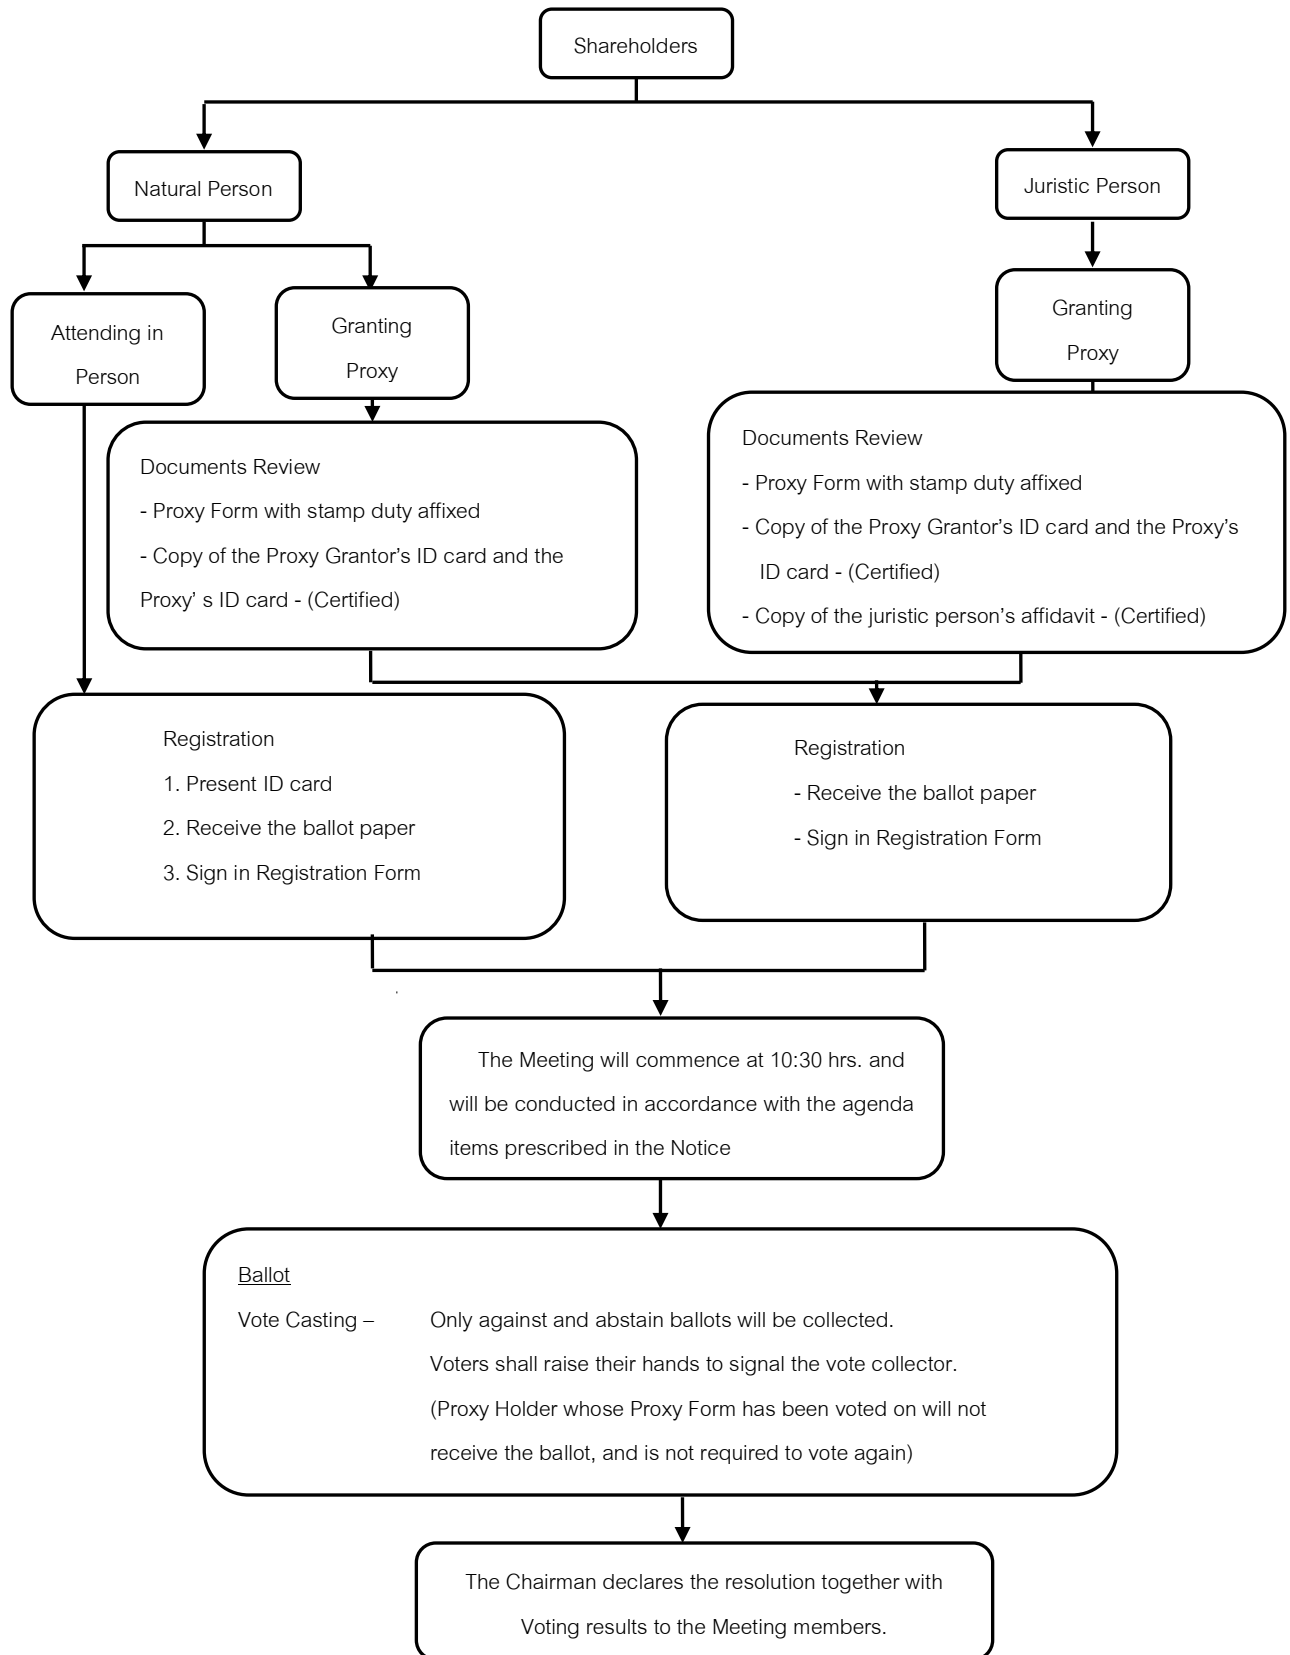 Shareholders
Natural Person
Juristic Person
Attending in
Person
Granting
Proxy
Granting
Proxy
Documents Review
- Proxy Form with stamp duty affixed
- Copy of the Proxy Grantor’s ID card and the
Proxy’ s ID card - (Certified)
Documents Review
- Proxy Form with stamp duty affixed
- Copy of the Proxy Grantor’s ID card and the Proxy’s
ID card - (Certified)
- Copy of the juristic person’s affidavit - (Certified)
Registration
1. Present ID card
2. Receive the ballot paper
3. Sign in Registration Form
Registration
- Receive the ballot paper
- Sign in Registration Form
The Meeting will commence at 10:30 hrs. and
will be conducted in accordance with the agenda
items prescribed in the Notice
Ballot
Vote Casting – Only against and abstain ballots will be collected.
Voters shall raise their hands to signal the vote collector.
(Proxy Holder whose Proxy Form has been voted on will not
receive the ballot, and is not required to vote again)
The Chairman declares the resolution together with
Voting results to the Meeting members.